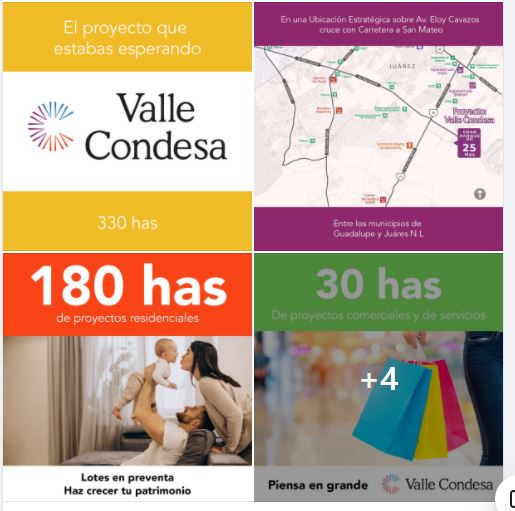 El proyecto que
estabas esperando
Valle
Condesa
330 has
En una Ubicación Estratégica sobre Av. Eloy Cavazos
cruce con Carretera a San Mateo
JUÁREZ
Proyecto:
Valle Condesa
GRAN
PARQUE
DE
25
Has
Entre los municipios de
Guadalupe y Juáres N.L
180 has
de proyectos residenciales
Lotes en preventa
Haz crecer tu patrimonio
30 has
De proyectos comerciales y de servicios
+4
Piensa en grande
Valle Condesa